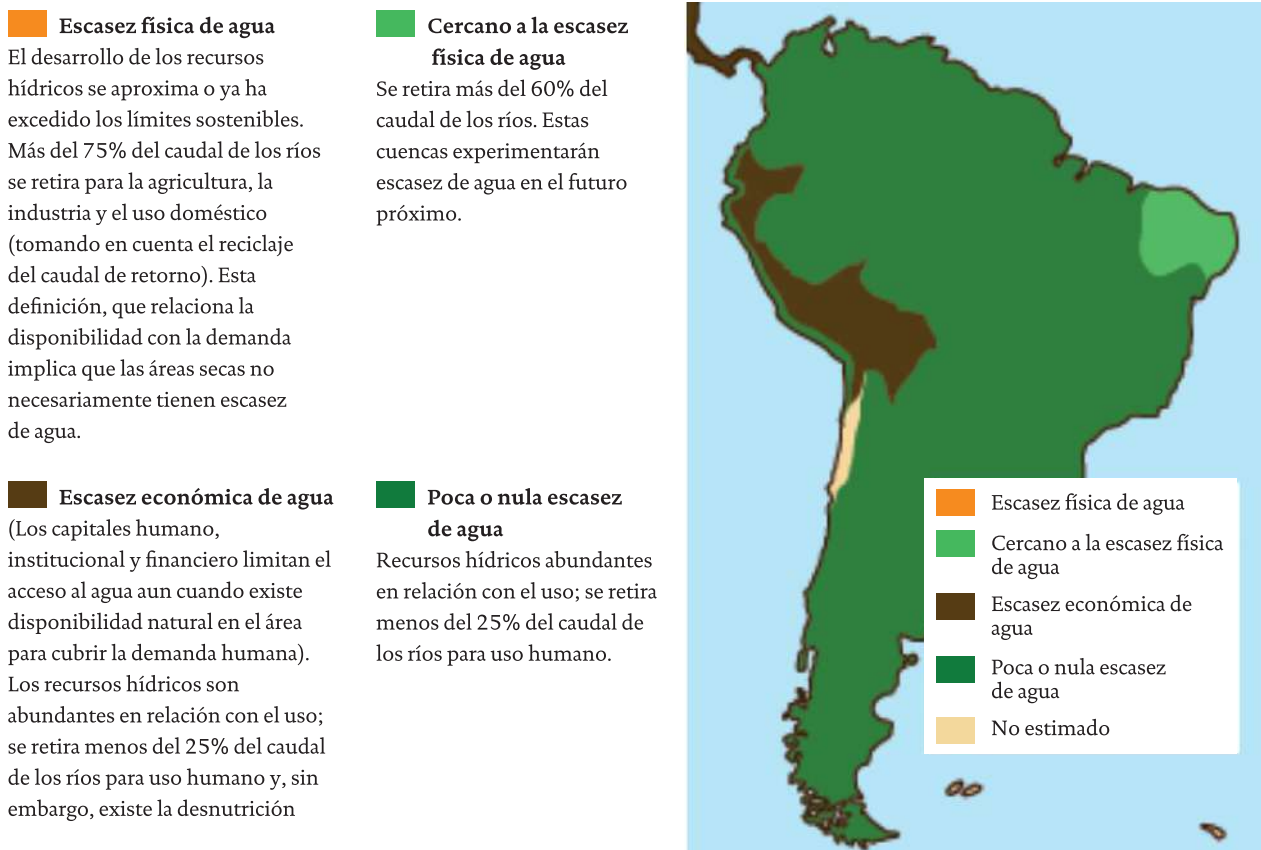 Escasez física de agua
El desarrollo de los recursos
hídricos se aproxima o ya ha
excedido los límites sostenibles.
Más del 75% del caudal de los ríos
se retira para la agricultura, la
industria y el uso doméstico
(tomando en cuenta el reciclaje
del caudal de retorno). Esta
definición, que relaciona la
disponibilidad con la demanda
implica que las áreas secas no
necesariamente tienen escasez
de agua.
Escasez económica de agua
(Los capitales humano,
institucional y financiero limitan el
acceso al agua aun cuando existe
disponibilidad natural en el área
para cubrir la demanda humana).
Los recursos hídricos son
abundantes en relación con el uso;
se retira menos del 25% del caudal
de los ríos para uso humano y, sin
embargo, existe la desnutrición
Cercano a la escasez
física de agua
Se retira más del 60% del
caudal de los ríos. Estas
cuencas experimentarán
escasez de agua en el futuro
próximo.
Poca o nula escasez
de agua
Recursos hídricos abundantes
en relación con el uso; se retira
menos del 25% del caudal de
los ríos para uso humano.
Escasez física de agua
Cercano a la escasez física
de agua
Escasez económica de
agua
Poca o nula escasez
de agua
No estimado